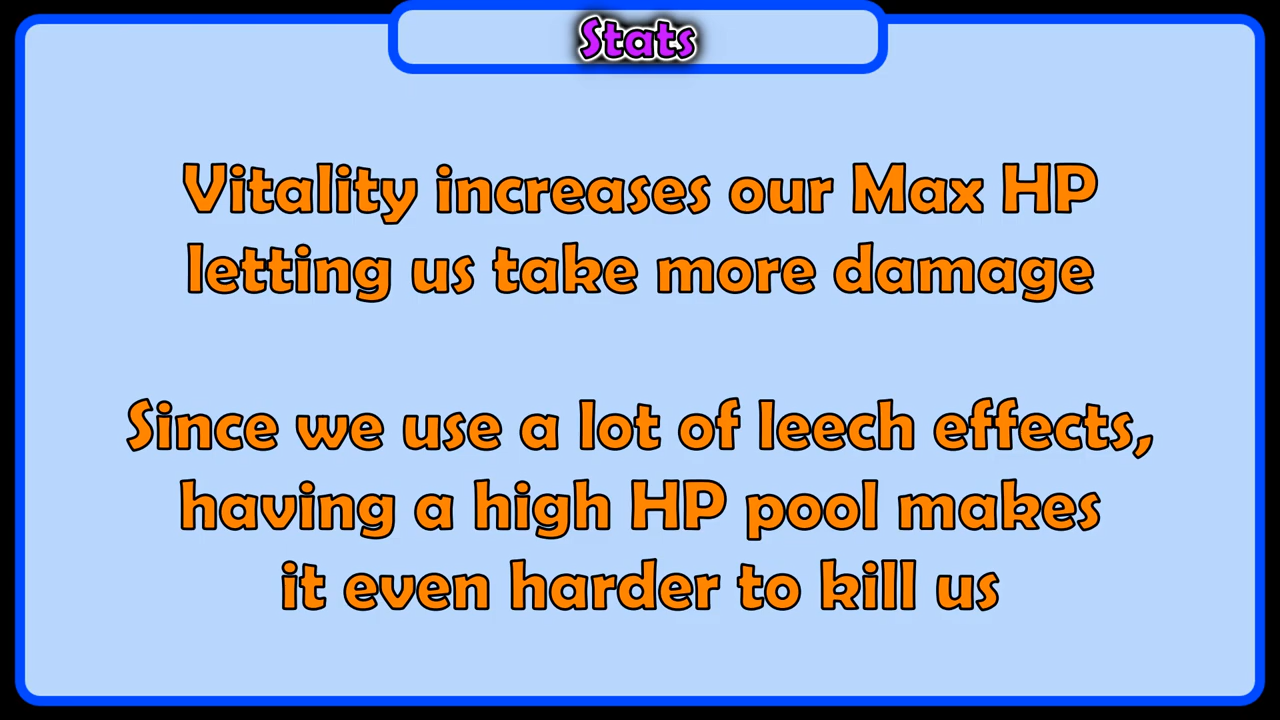 Stats
Vitality increases our Max HP
letting us take more damage
Since we use a lot of leech effects,
having a high HP pool makes
it even harder to kill us